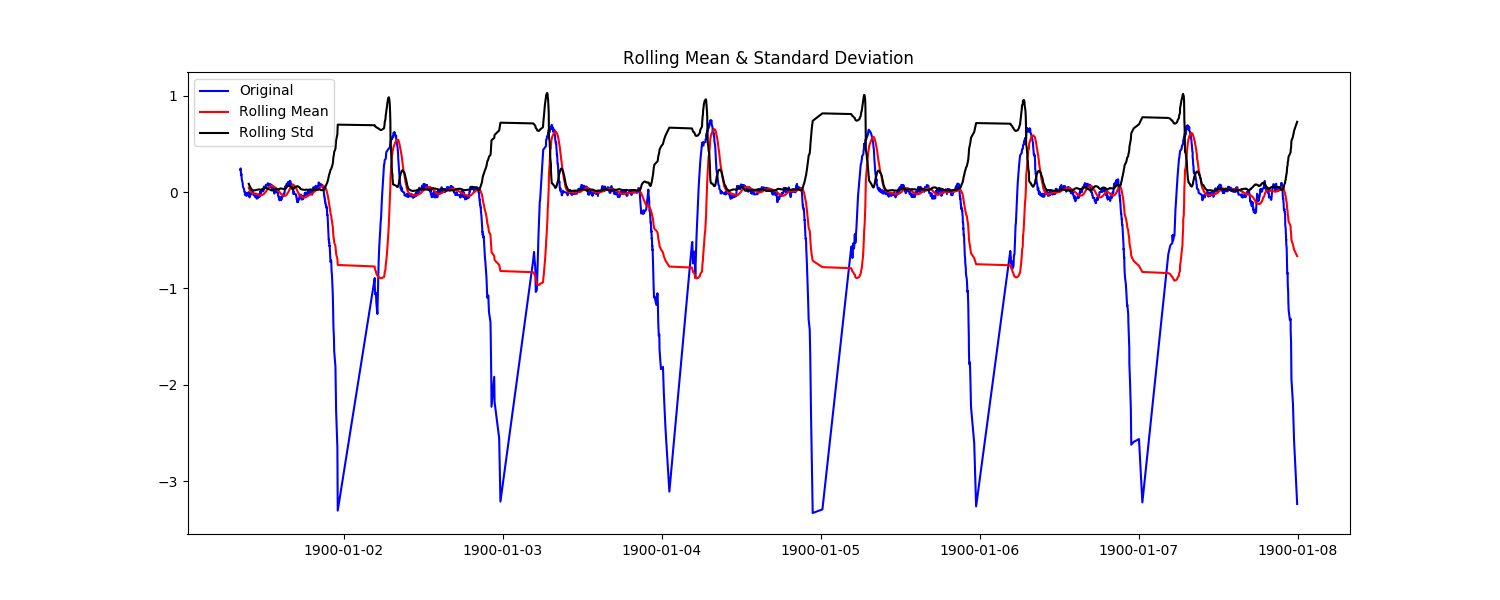 Rolling Mean & Standard Deviation
Original
Rolling Mean
Rolling Std
1
0
−1
−2
−3
1900-01-02 1900-01-03 1900-01-04 1900-01-05 1900-01-06 1900-01-07 1900-01-08